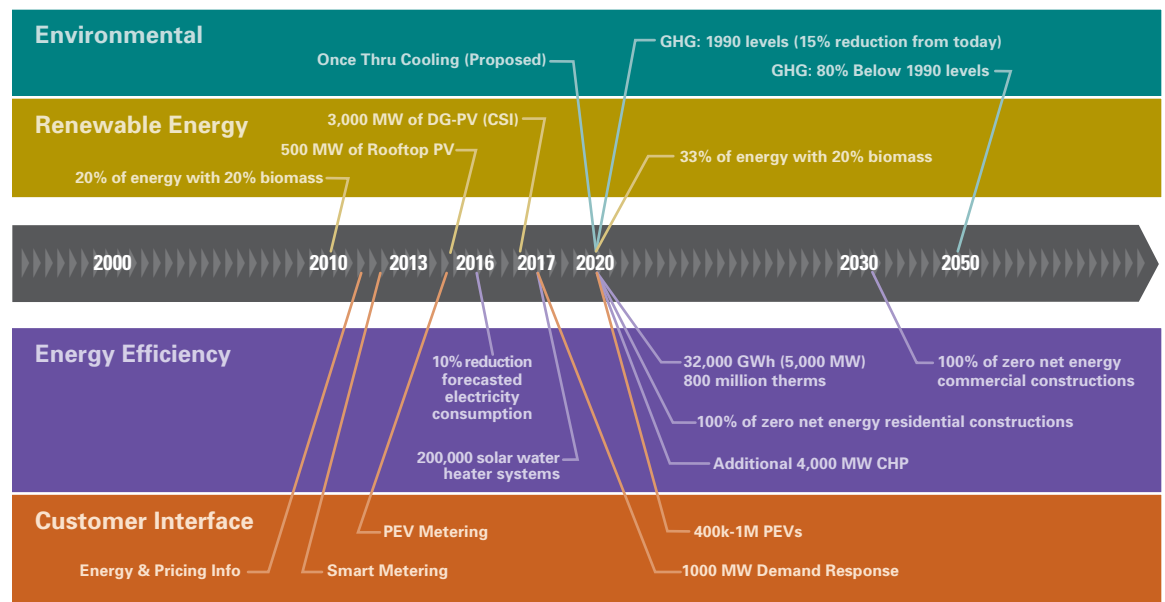 Environmental
GHG: 1990 levels (15% reduction from today)
Once Thru Cooling (Proposed)
GHG: 80% Below 1990 levels
Renewable Energy
3,000 MW of DG-PV (CSI)
500 MW of Rooftop PV
33% of energy with 20% biomass
20% of energy with 20% biomass
2000 2010 2013 2016 2017 2020 2030 2050
Energy Efficiency
10% reduction
forecasted
electricity
consumption
32,000 GWh (5,000 MW)
800 million therms
100% of zero net energy
commercial constructions
100% of zero net energy residential constructions
200,000 solar water
heater systems
Additional 4,000 MW CHP
Customer Interface
PEV Metering
400k-1M PEVs
Energy & Pricing Info
Smart Metering
1000 MW Demand Response